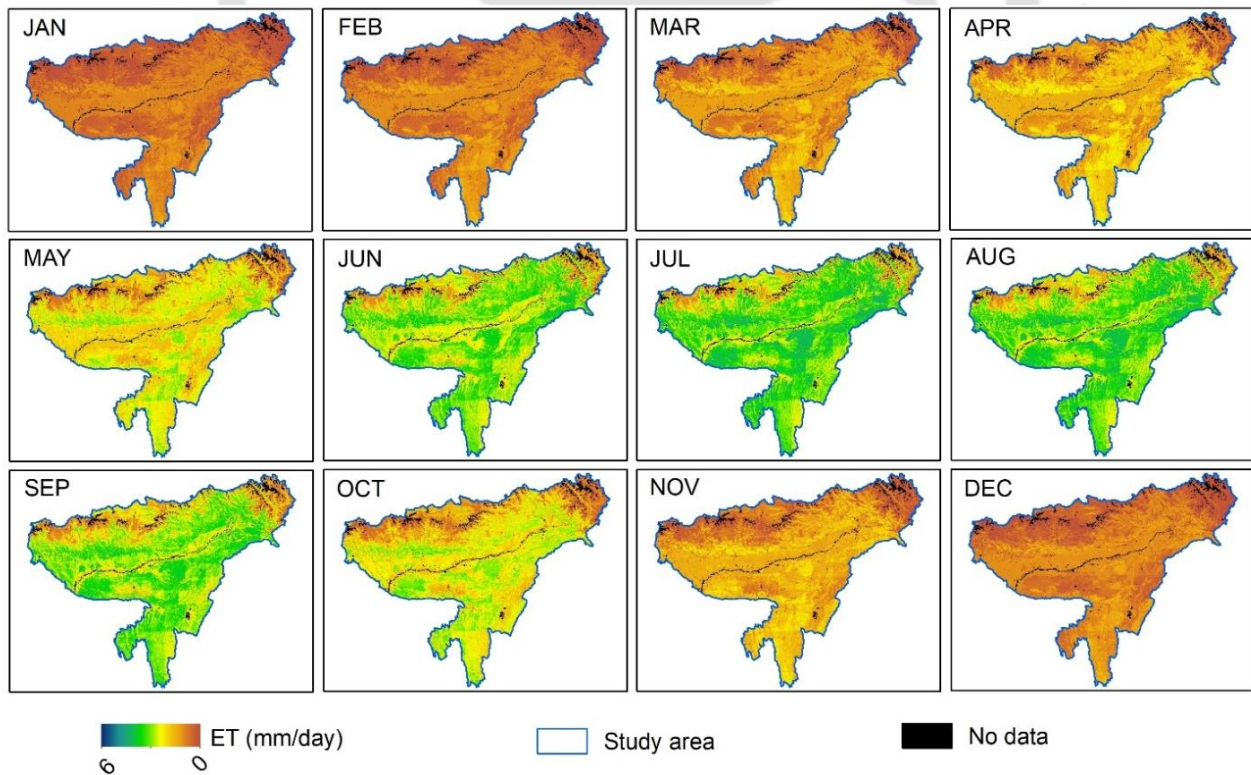 JAN
FEB
MAR
APR
MAY
JUN
JUL
AUG
SEP
OCT
NOV
DEC
6
0
ET (mm/day)
Study area
No data